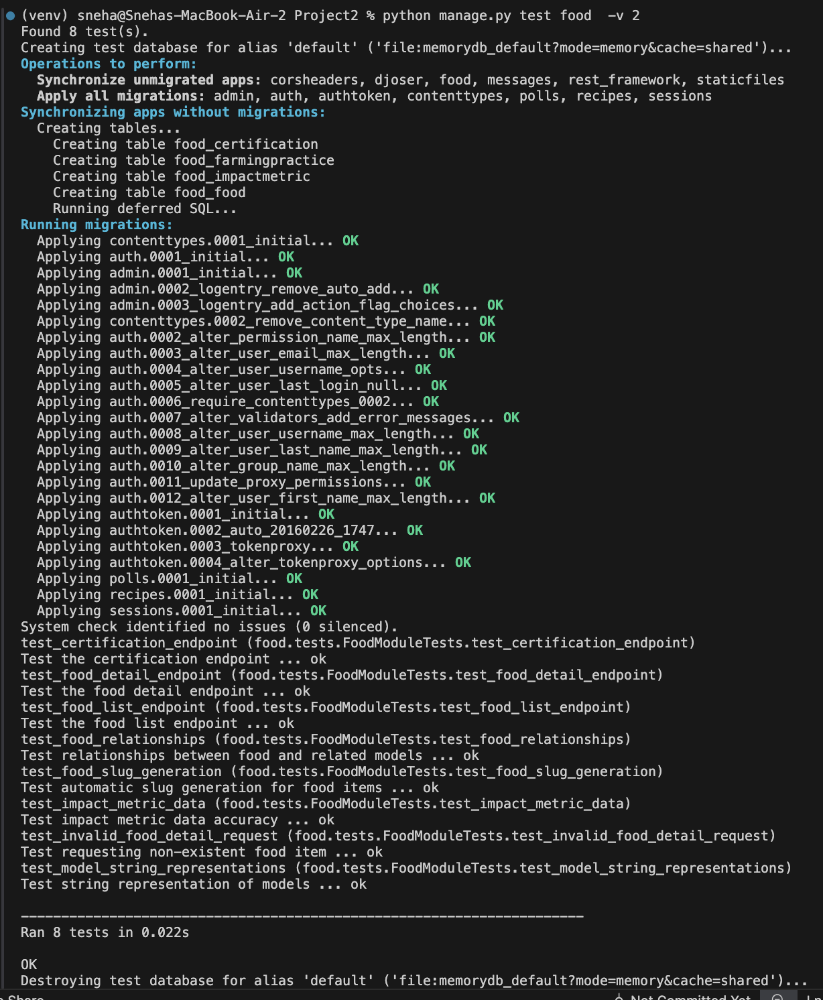 (venv) sneha@Snehas-MacBook-Air-2 Project2 % python manage.py test food  -v 2
Found 8 test(s).
Creating test database for alias 'default' ('file:memorydb_default?mode=memory&cache=shared')...
Operations to perform:
  Synchronize unmigrated apps: corsheaders, djoser, food, messages, rest_framework, staticfiles
  Apply all migrations: admin, auth, authtoken, contenttypes, polls, recipes, sessions
Synchronizing apps without migrations:
  Creating tables...
    Creating table food_certification
    Creating table food_farmingpractice
    Creating table food_impactmetric
    Creating table food_food
    Running deferred SQL...
Running migrations:
  Applying contenttypes.0001_initial... OK
  Applying auth.0001_initial... OK
  Applying admin.0001_initial... OK
  Applying admin.0002_logentry_remove_auto_add... OK
  Applying admin.0003_logentry_add_action_flag_choices... OK
  Applying contenttypes.0002_remove_content_type_name... OK
  Applying auth.0002_alter_permission_name_max_length... OK
  Applying auth.0003_alter_user_email_max_length... OK
  Applying auth.0004_alter_user_username_opts... OK
  Applying auth.0005_alter_user_last_login_null... OK
  Applying auth.0006_require_contenttypes_0002... OK
  Applying auth.0007_alter_validators_add_error_messages... OK
  Applying auth.0008_alter_user_username_max_length... OK
  Applying auth.0009_alter_user_last_name_max_length... OK
  Applying auth.0010_alter_group_name_max_length... OK
  Applying auth.0011_update_proxy_permissions... OK
  Applying auth.0012_alter_user_first_name_max_length... OK
  Applying authtoken.0001_initial... OK
  Applying authtoken.0002_auto_20160226_1747... OK
  Applying authtoken.0003_tokenproxy... OK
  Applying authtoken.0004_alter_tokenproxy_options... OK
  Applying polls.0001_initial... OK
  Applying recipes.0001_initial... OK
  Applying sessions.0001_initial... OK
System check identified no issues (0 silenced).
test_certification_endpoint (food.tests.FoodModuleTests.test_certification_endpoint)
Test the certification endpoint ... ok
test_food_detail_endpoint (food.tests.FoodModuleTests.test_food_detail_endpoint)
Test the food detail endpoint ... ok
test_food_list_endpoint (food.tests.FoodModuleTests.test_food_list_endpoint)
Test the food list endpoint ... ok
test_food_relationships (food.tests.FoodModuleTests.test_food_relationships)
Test relationships between food and related models ... ok
test_food_slug_generation (food.tests.FoodModuleTests.test_food_slug_generation)
Test automatic slug generation for food items ... ok
test_impact_metric_data (food.tests.FoodModuleTests.test_impact_metric_data)
Test impact metric data accuracy ... ok
test_invalid_food_detail_request (food.tests.FoodModuleTests.test_invalid_food_detail_request)
Test requesting non-existent food item ... ok
test_model_string_representations (food.tests.FoodModuleTests.test_model_string_representations)
Test string representation of models ... ok
----------------------------------------------------------------------
Ran 8 tests in 0.022s
OK
Destroying test database for alias 'default' ('file:memorydb_default?mode=memory&cache=shared')...
Share Not Committed Yet